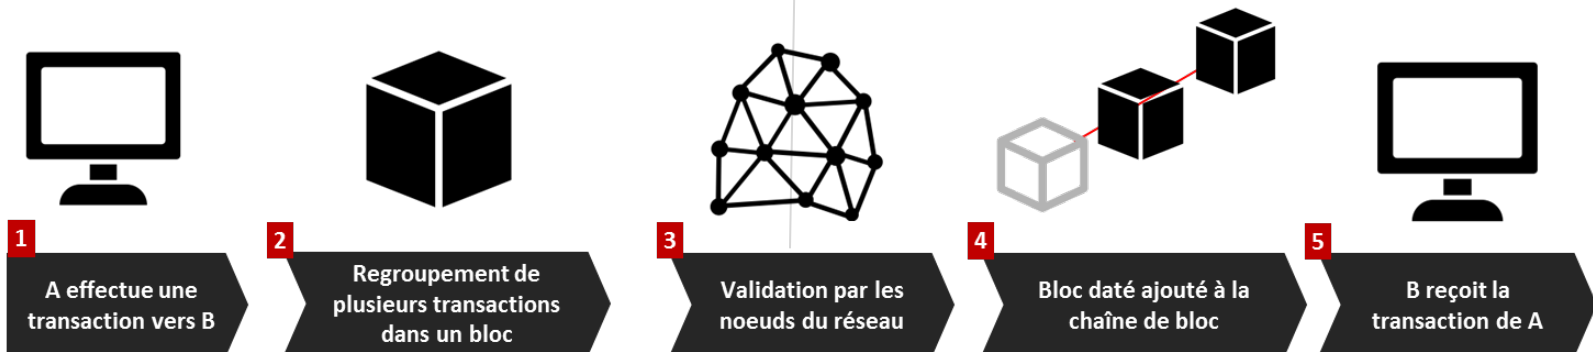 1
A effectue une
transaction vers B
2
Regroupement de
plusieurs transactions
dans un bloc
3
Validation par les
noeuds du réseau
4
Bloc daté ajouté à la
chaîne de bloc
5
B reçoit la
transaction de A